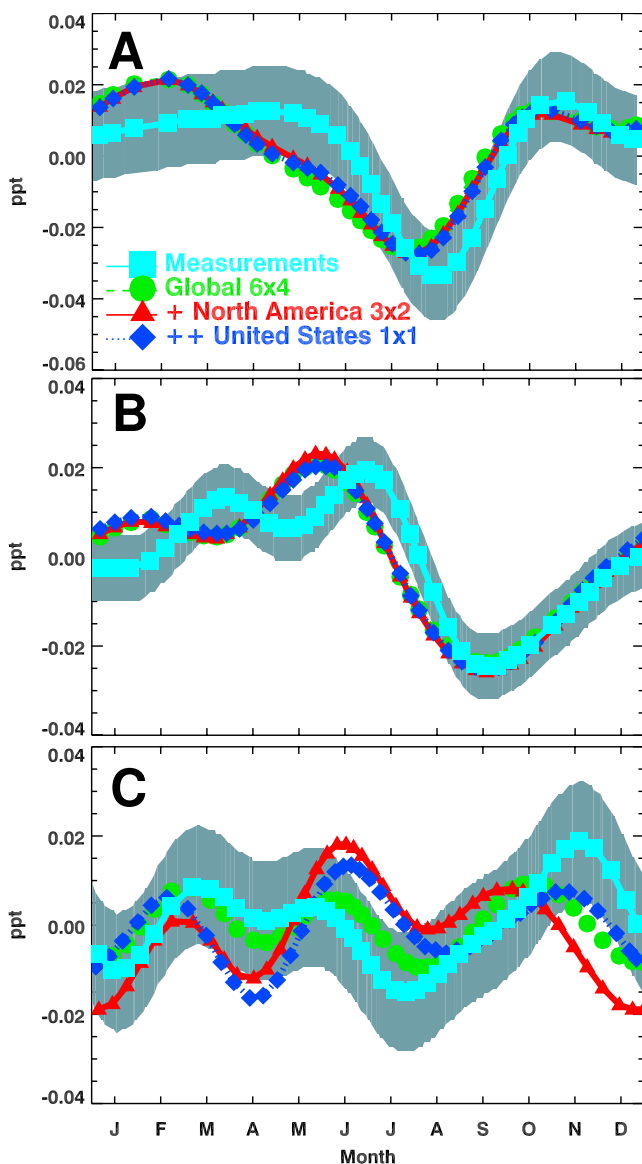 0.04
A
0.02
0.00
ppt
-0.02
Measurements
Global 6x4
-0.04
+ North America 3x2
++ United States 1x1
-0.06
0.04
B
0.02
ppt
0.00
-0.02
-0.04
0.04
C
0.02
ppt
0.00
-0.02
-0.04
J F M A M J J A S O N D
Month